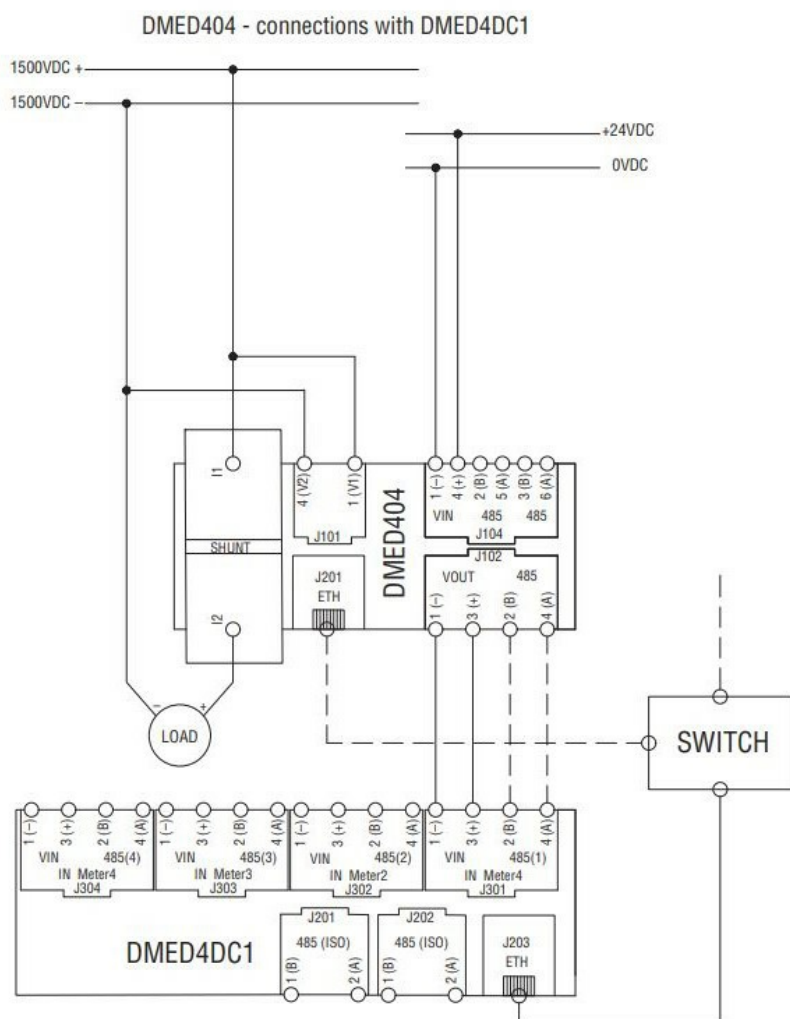 DMED404 - connections with DMED4DC1
1500VDC +
1500VDC –
+24VDC
0VDC
I1
SHUNT
I2
4 (V2)
1 (V1)
J101
J201
ETH
DMED404
1 (–)
4 (+)
2 (B)
5 (A)
3 (B)
6 (A)
VIN 485 485
J104
J102
VOUT 485
1 (–)
3 (+)
2 (B)
4 (A)
– +
LOAD
SWITCH
1 (–)
3 (+)
2 (B)
4 (A)
VIN 485(4)
IN Meter4
J304
1 (–)
3 (+)
2 (B)
4 (A)
VIN 485(3)
IN Meter3
J303
1 (–)
3 (+)
2 (B)
4 (A)
VIN 485(2)
IN Meter2
J302
1 (–)
3 (+)
2 (B)
4 (A)
VIN 485(1)
IN Meter4
J301
DMED4DC1
J201
485 (ISO)
1 (B)
2 (A)
J202
485 (ISO)
1 (B)
2 (A)
J203
ETH